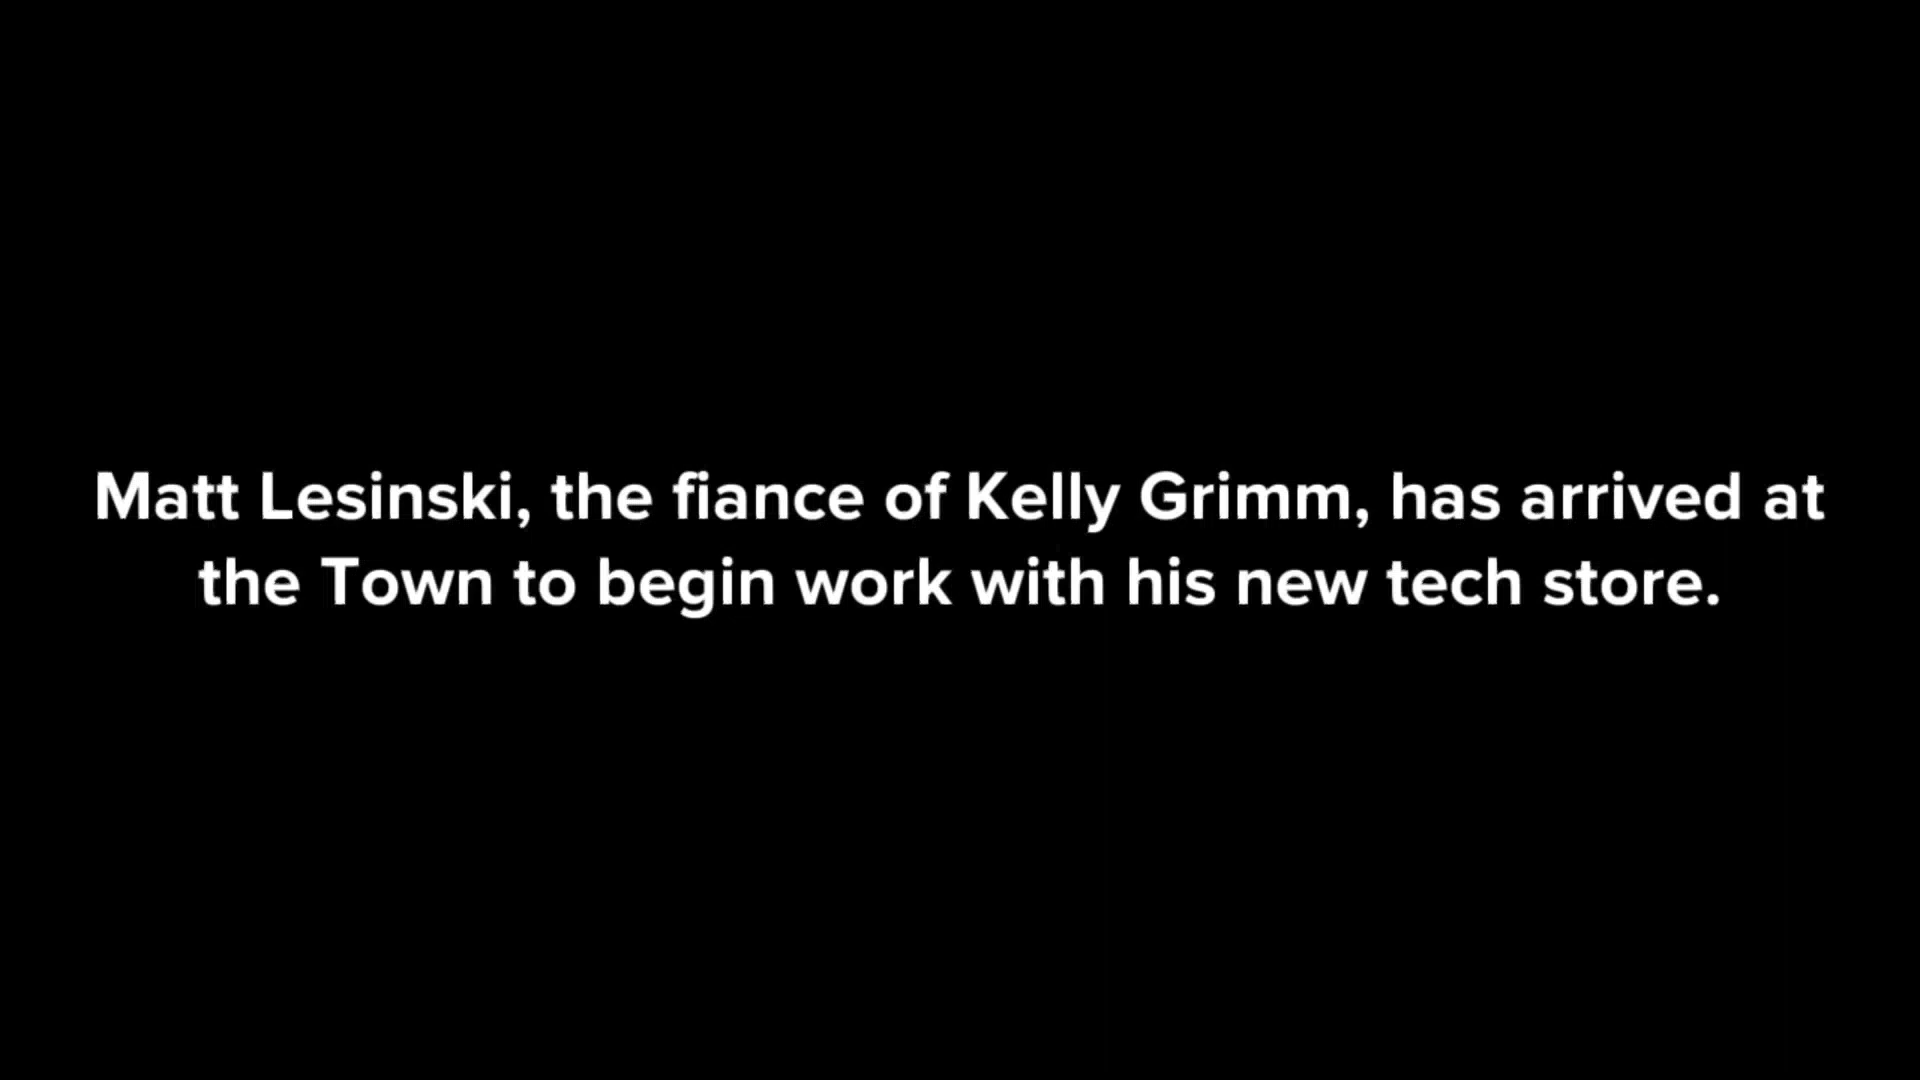 Matt Lesinski, the fiance of Kelly Grimm, has arrived at
the Town to begin work with his new tech store.